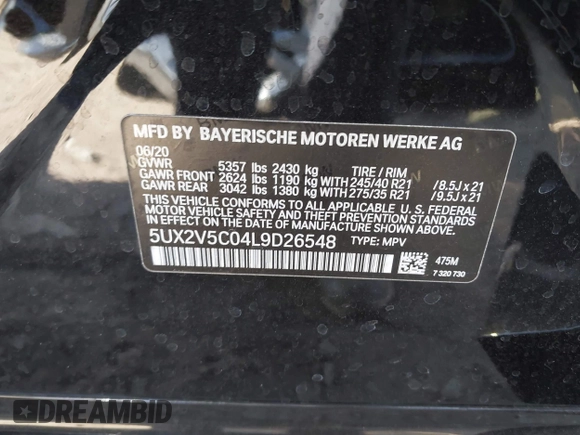 MFD BY BAYERISCHE MOTOREN WERKE AG
06/20
GVWR 5357 lbs 2430 kg TIRE / RIM
GAWR FRONT 2624 lbs 1190 kg WITH 245/40 R21 /8.5J x 21
GAWR REAR 3042 lbs 1380 kg WITH 275/35 R21 /9.5J x 21
THIS VEHICLE CONFORMS TO ALL APPLICABLE U.S. FEDERAL
MOTOR VEHICLE SAFETY STANDARDS IN EFFECT ON THE
DATE OF MANUFACTURE SHOWN ABOVE.
5UX2V5C04L9D26548 TYPE: MPV
475M
7 320 730
DREAMBID